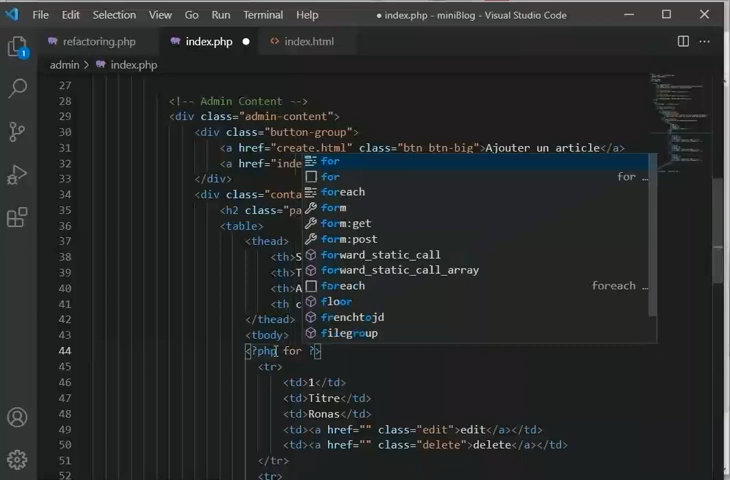 File Edit Selection View Go Run Terminal Help ● index.php - miniBlog - Visual Studio Code
refactoring.php index.php ● <> index.html
admin > index.php
1
27
28 <!-- Admin Content -->
29 <div class="admin-content">
30 <div class="button-group">
31 <a href="create.html" class="btn btn-big">Ajouter un article</a>
32 <a href="inde
33 </div>
34 <div class="conta
35 <h2 class="pa
36 <table>
37 <thead>
38 <th>S
39 <th>T
40 <th>A
41 <th c
42 </thead>
43 <tbody>
44 <?php for ?>
45 <tr>
46 <td>1</td>
47 <td>Titre</td>
48 <td>Ronas</td>
49 <td><a href="" class="edit">edit</a></td>
50 <td><a href="" class="delete">delete</a></td>
51 </tr>
52 <tr>
for
for for …
foreach
form
form:get
form:post
forward_static_call
forward_static_call_array
foreach foreach …
floor
frenchtojd
filegroup